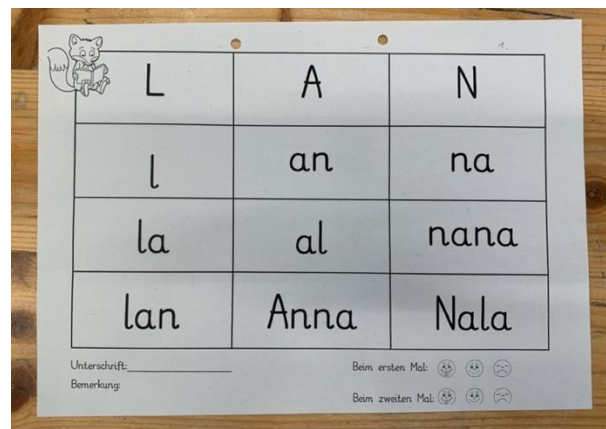 1.
L A N
l an na
la al nana
lan Anna Nala
Unterschrift:
Beim ersten Mal:
Bemerkung:
Beim zweiten Mal: